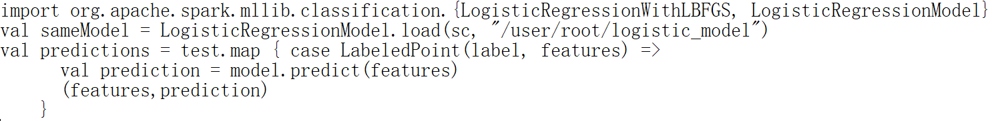 import org.apache.spark.mllib.classification.{LogisticRegressionWithLBFGS, LogisticRegressionModel}
val sameModel = LogisticRegressionModel.load(sc, "/user/root/logistic_model")
val predictions = test.map { case LabeledPoint(label, features) =>
      val prediction = model.predict(features)
      (features,prediction)
    }